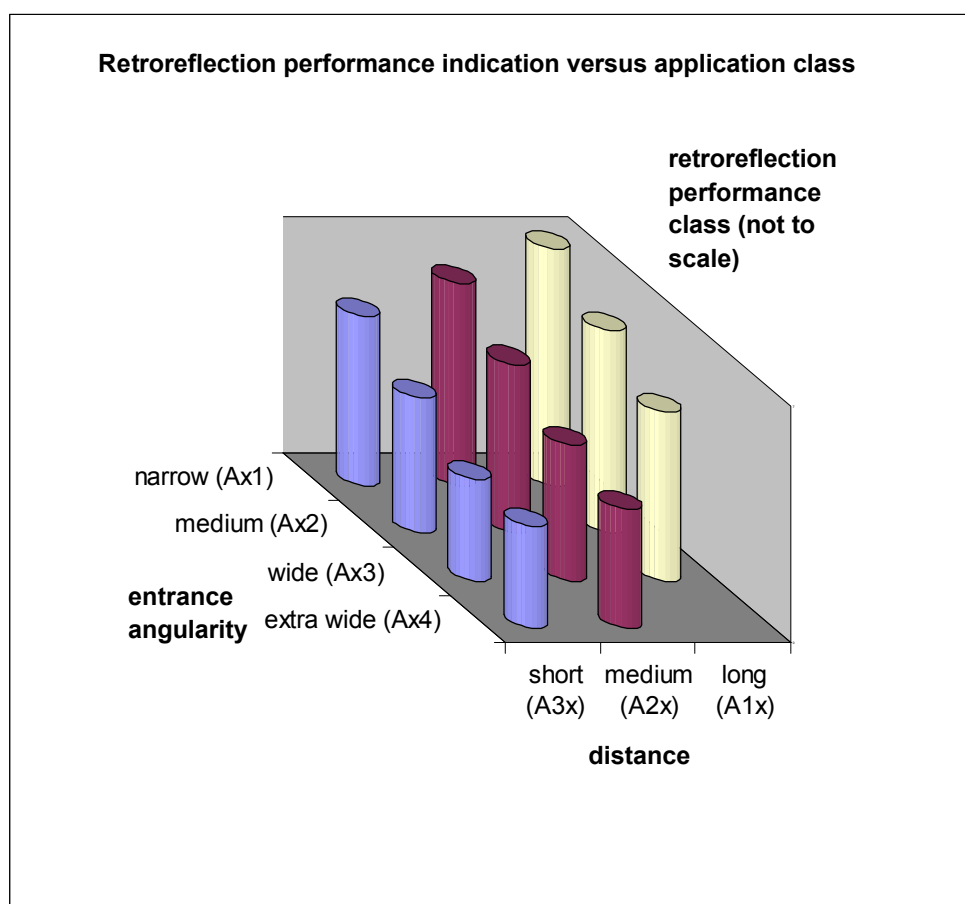 Retroreflection performance indication versus application class
retroreflection
performance
class (not to
scale)
narrow (Ax1)
medium (Ax2)
wide (Ax3)
extra wide (Ax4)
entrance
angularity
short
(A3x)
medium
(A2x)
long
(A1x)
distance